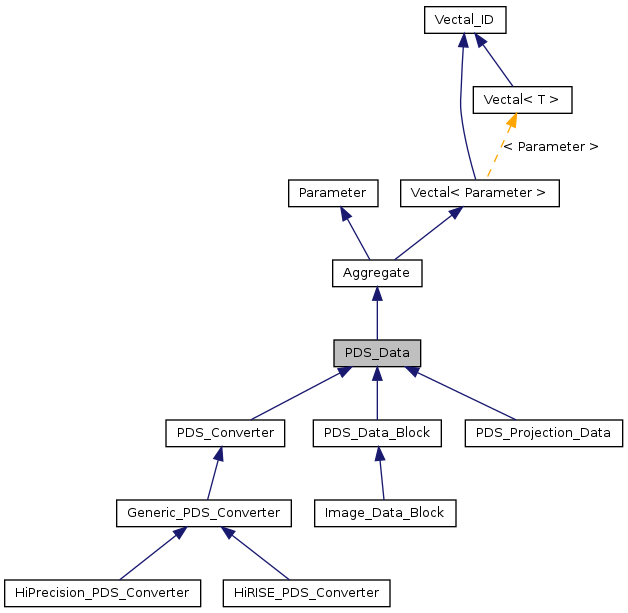 Vectal_ID
Vectal< T >
< Parameter >
Parameter
Vectal< Parameter >
Aggregate
PDS_Data
PDS_Converter
PDS_Data_Block
PDS_Projection_Data
Generic_PDS_Converter
Image_Data_Block
HiPrecision_PDS_Converter
HiRISE_PDS_Converter